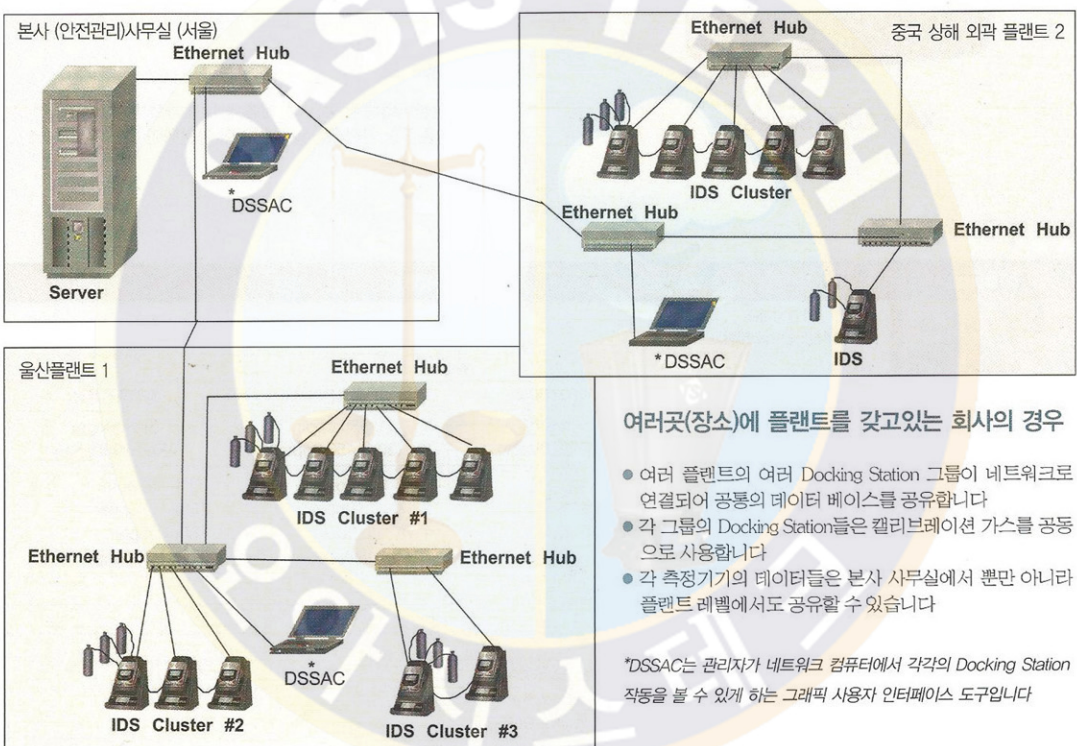 본사 (안전관리)사무실 (서울)
Ethernet Hub
*DSSAC
Server
Ethernet Hub
중국 상해 외곽 플랜트 2
IDS Cluster
Ethernet Hub
Ethernet Hub
*DSSAC
IDS
울산플랜트 1
Ethernet Hub
IDS Cluster #1
Ethernet Hub
Ethernet Hub
*DSSAC
IDS Cluster #2
IDS Cluster #3
여러곳(장소)에 플랜트를 갖고있는 회사의 경우
● 여러 플랜트의 여러 Docking Station 그룹이 네트워크로
연결되어 공통의 데이터 베이스를 공유합니다
● 각 그룹의 Docking Station들은 캘리브레이션 가스를 공동
으로 사용합니다
● 각 측정기기의 데이터들은 본사 사무실에서 뿐만 아니라
플랜트 레벨에서도 공유할 수 있습니다
*DSSAC는 관리자가 네트워크 컴퓨터에서 각각의 Docking Station
작동을 볼 수 있게 하는 그래픽 사용자 인터페이스 도구입니다
OASIS TECH
오아시스테크